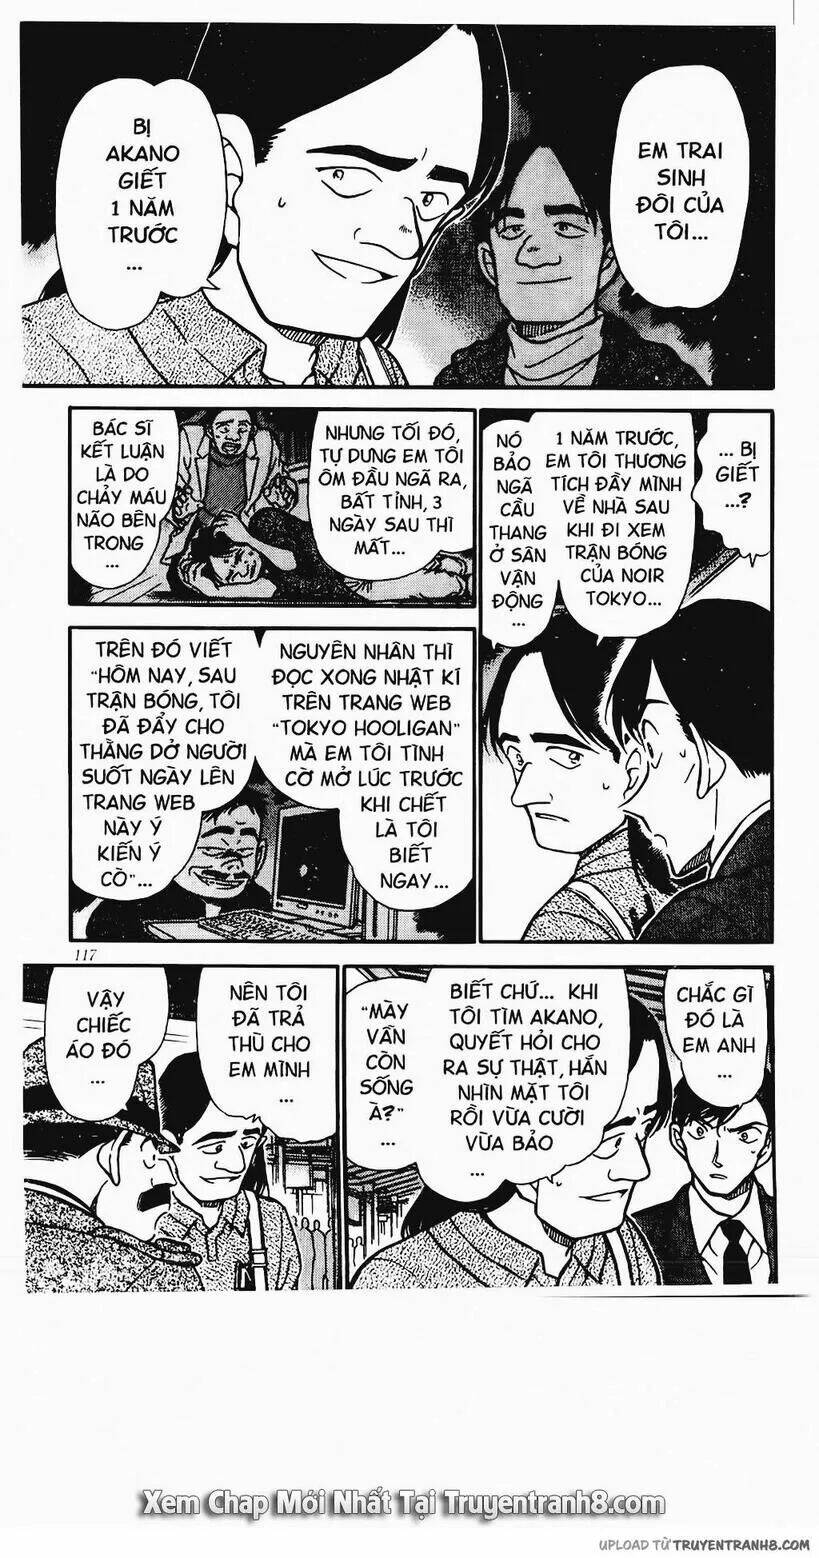 EM TRAI
SINH
ĐÔI CỦA
TÔI...
BỊ
AKANO
GIẾT
1 NĂM
TRƯỚC
...
... BỊ
GIẾT
...?
1 NĂM TRƯỚC,
EM TÔI THƯƠNG
TÍCH ĐẦY MÌNH
VỀ NHÀ SAU
KHI ĐI XEM
TRẬN BÓNG
CỦA NOIR
TOKYO...
NÓ
BẢO
NGÃ
CẦU
THANG
Ở SÂN
VẬN
ĐỘNG
...
NHƯNG TỐI ĐÓ,
TỰ DƯNG EM TÔI
ÔM ĐẦU NGÃ RA,
BẤT TỈNH, 3
NGÀY SAU THÌ
MẤT...
BÁC SĨ
KẾT LUẬN
LÀ DO
CHẢY MÁU
NÃO BÊN
TRONG
...
NGUYÊN NHÂN THÌ
ĐỌC XONG NHẬT KÍ
TRÊN TRANG WEB
"TOKYO HOOLIGAN"
MÀ EM TÔI TÌNH
CỜ MỞ LÚC TRƯỚC
KHI CHẾT
LÀ TÔI
BIẾT
NGAY...
TRÊN ĐÓ VIẾT
"HÔM NAY, SAU
TRẬN BÓNG, TÔI
ĐÃ ĐẨY CHO
THẰNG DỞ NGƯỜI
SUỐT NGÀY LÊN
TRANG WEB
NÀY Ý
KIẾN Ý
CÒ"...
117
CHẮC GÌ
ĐÓ LÀ
EM ANH
...
BIẾT CHỨ... KHI
TÔI TÌM AKANO,
QUYẾT HỎI CHO
RA SỰ THẬT, HẮN
NHÌN MẶT TÔI
RỒI VỪA CƯỜI
VỪA BẢO
...
"MÀY
VẪN
CÒN
SỐNG
À?"
...
NÊN TÔI
ĐÃ TRẢ
THÙ CHO
EM MÌNH
...
VẬY
CHIẾC
ÁO ĐÓ
...
Xem Chap Mới Nhất Tại Truyentranh8.com
UPLOAD TỪ TRUYENTRANH8.COM